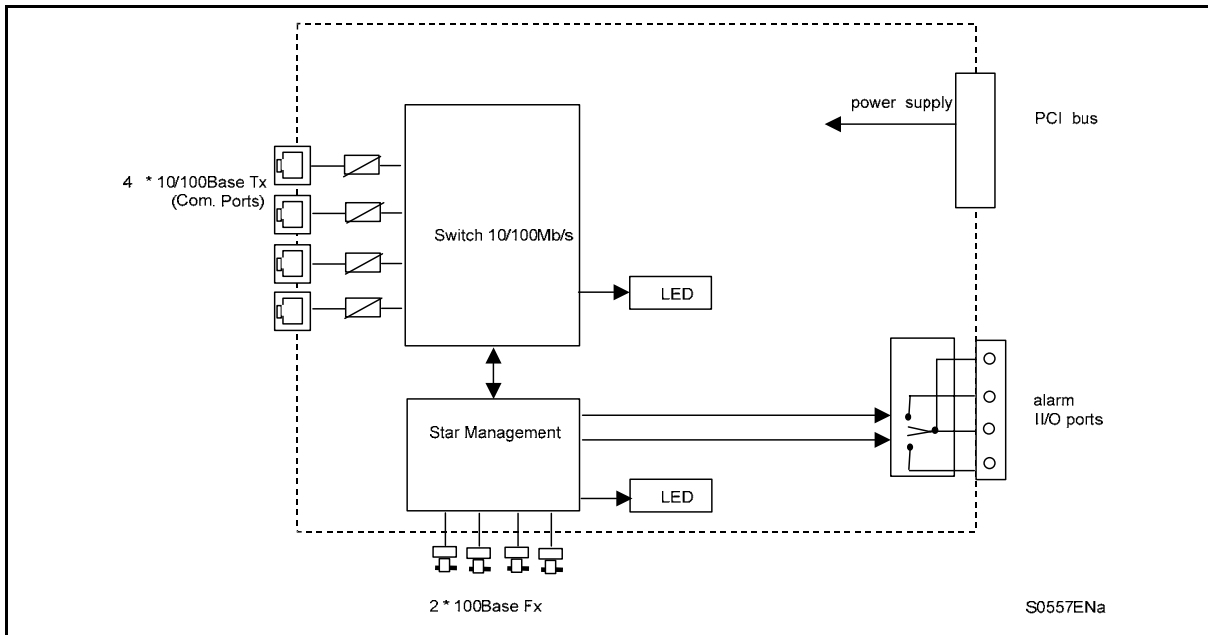 power supply
PCI bus
4 * 10/100Base Tx
(Com. Ports)
Switch 10/100Mb/s
LED
alarm
II/O ports
Star Management
LED
2 * 100Base Fx
S0557ENa